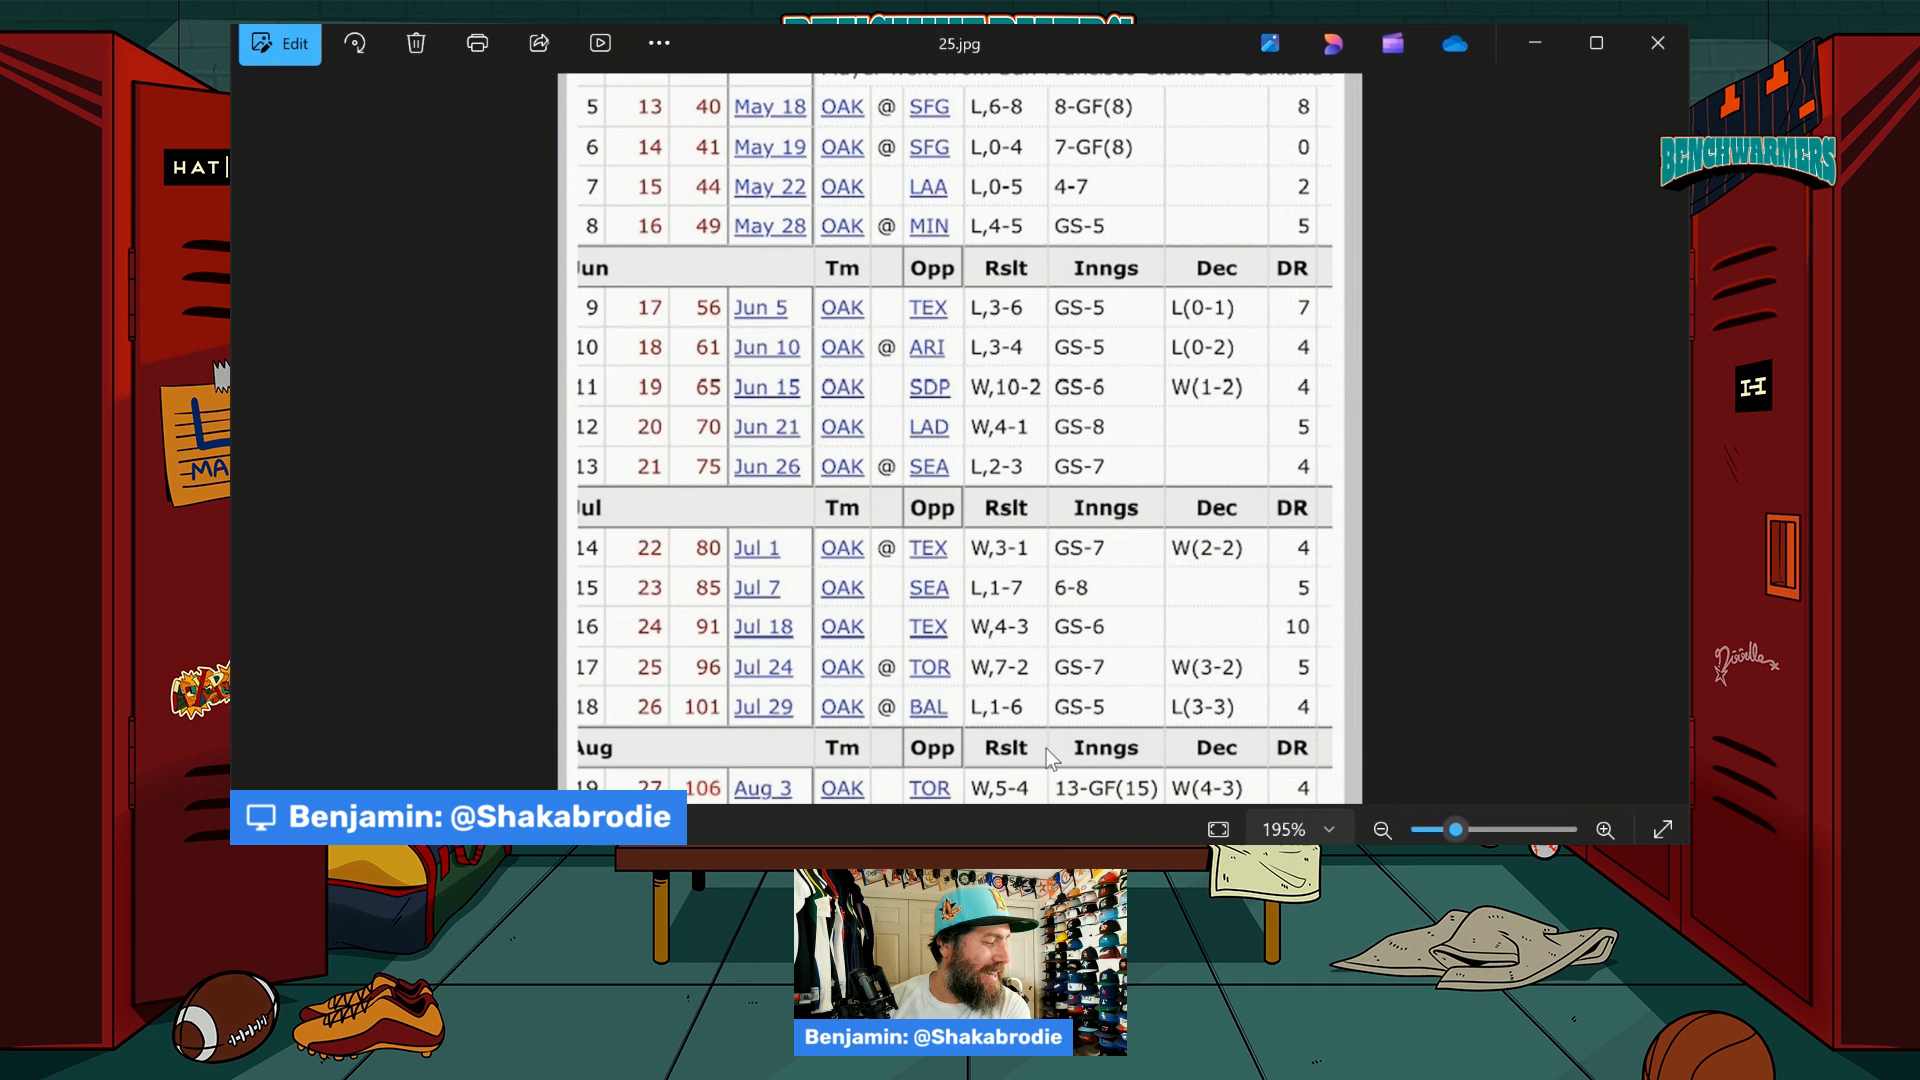 Edit
25.jpg
5 13 40 May 18 OAK @ SFG L,6-8 8-GF(8) 8
6 14 41 May 19 OAK @ SFG L,0-4 7-GF(8) 0
7 15 44 May 22 OAK LAA L,0-5 4-7 2
8 16 49 May 28 OAK @ MIN L,4-5 GS-5 5
Jun Tm Opp Rslt Inngs Dec DR
9 17 56 Jun 5 OAK TEX L,3-6 GS-5 L(0-1) 7
10 18 61 Jun 10 OAK @ ARI L,3-4 GS-5 L(0-2) 4
11 19 65 Jun 15 OAK SDP W,10-2 GS-6 W(1-2) 4
12 20 70 Jun 21 OAK LAD W,4-1 GS-8 5
13 21 75 Jun 26 OAK @ SEA L,2-3 GS-7 4
Jul Tm Opp Rslt Inngs Dec DR
14 22 80 Jul 1 OAK @ TEX W,3-1 GS-7 W(2-2) 4
15 23 85 Jul 7 OAK SEA L,1-7 6-8 5
16 24 91 Jul 18 OAK TEX W,4-3 GS-6 10
17 25 96 Jul 24 OAK @ TOR W,7-2 GS-7 W(3-2) 5
18 26 101 Jul 29 OAK @ BAL L,1-6 GS-5 L(3-3) 4
Aug Tm Opp Rslt Inngs Dec DR
19 27 106 Aug 3 OAK TOR W,5-4 13-GF(15) W(4-3) 4
195%
HAT
L
MA
BENCHWARMERS
H
Noodles
Benjamin: @Shakabrodie
Benjamin: @Shakabrodie